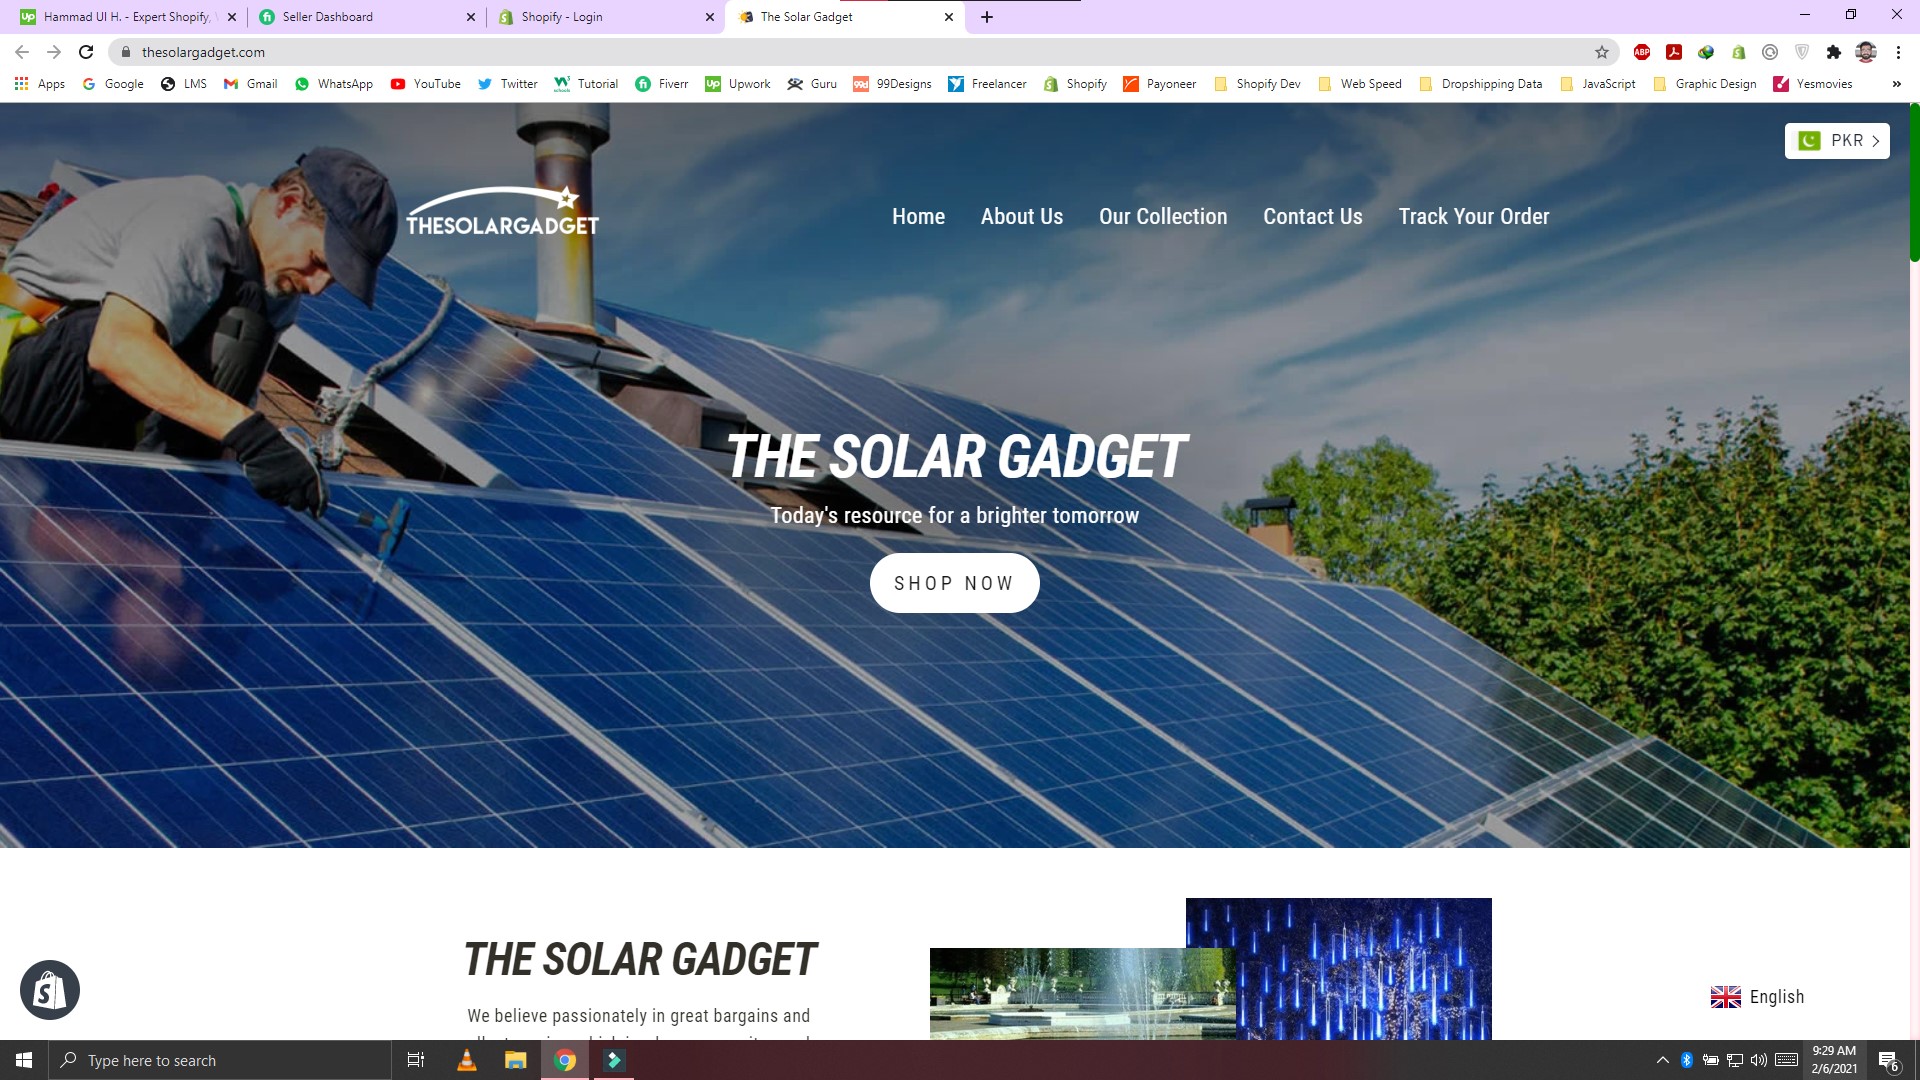 Hammad Ul H. - Expert Shopify,
Seller Dashboard
Shopify - Login
The Solar Gadget
thesolargadget.com
ABP
Apps
Google
LMS
Gmail
WhatsApp
YouTube
Twitter
Tutorial
Fiverr
Upwork
Guru
99Designs
Freelancer
Shopify
Payoneer
Shopify Dev
Web Speed
Dropshipping Data
JavaScript
Graphic Design
Yesmovies
PKR
THESOLARGADGET
Home
About Us
Our Collection
Contact Us
Track Your Order
THE SOLAR GADGET
Today's resource for a brighter tomorrow
SHOP NOW
THE SOLAR GADGET
We believe passionately in great bargains and
English
Type here to search
9:29 AM
2/6/2021
6